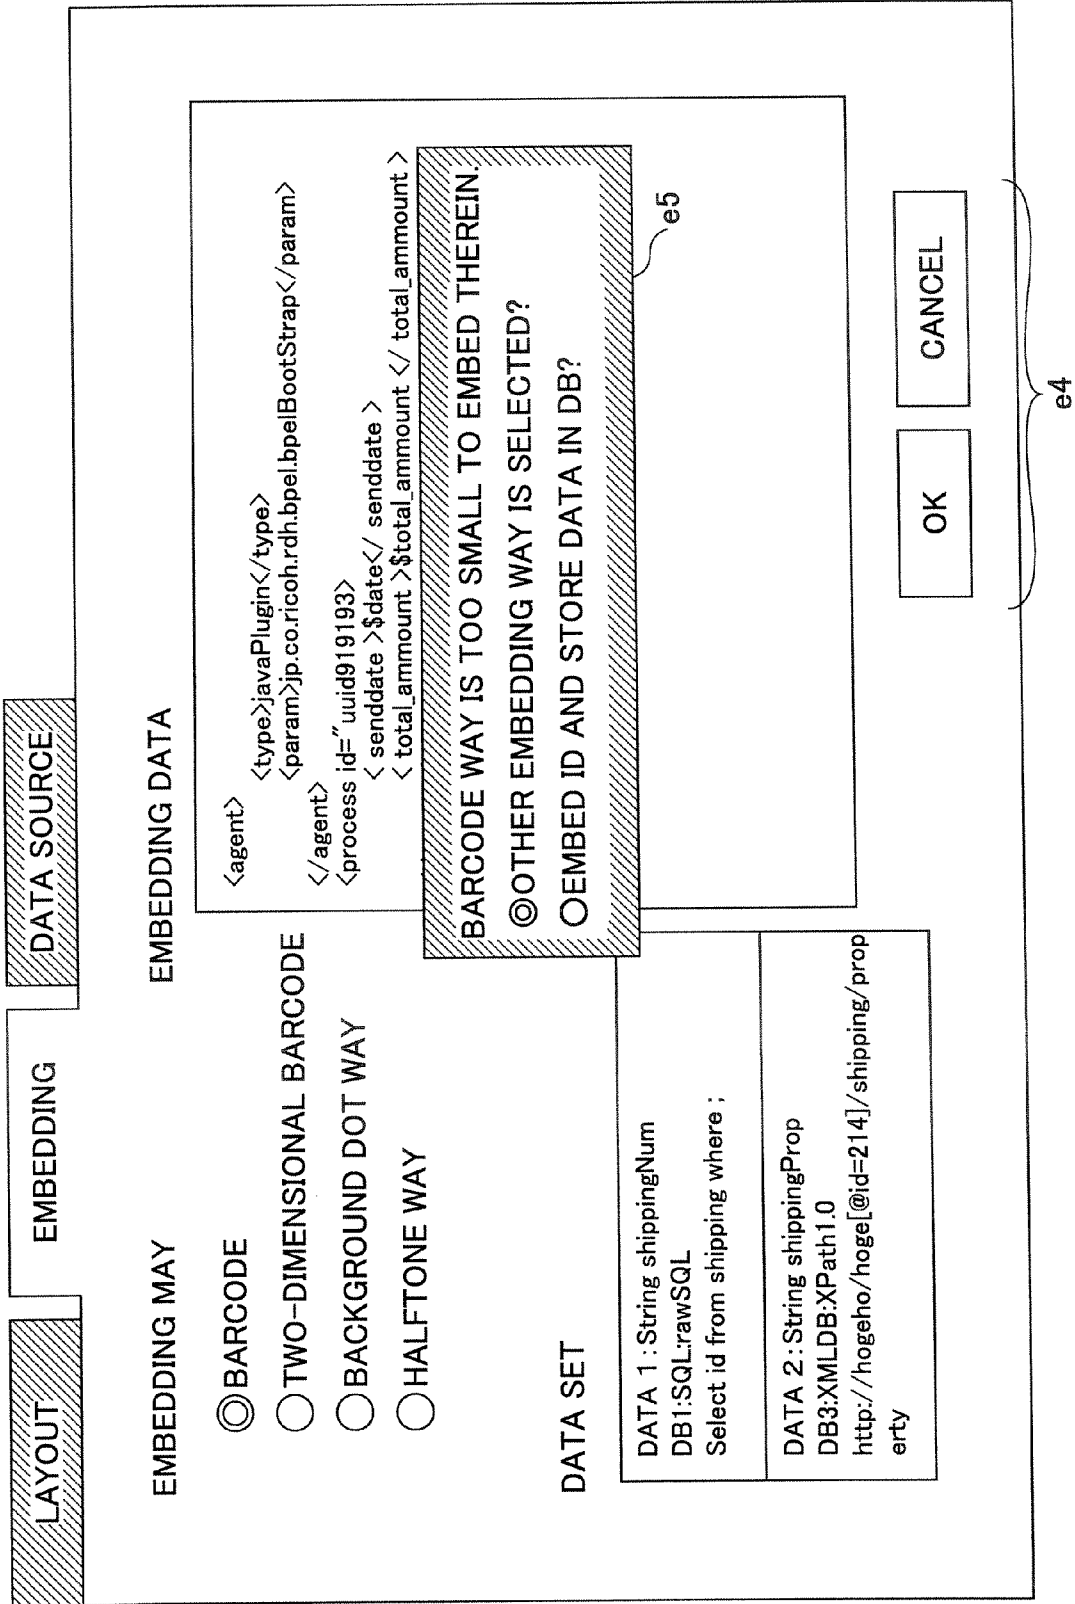 LAYOUT
EMBEDDING
DATA SOURCE
EMBEDDING MAY
◎BARCODE
○TWO-DIMENSIONAL BARCODE
○BACKGROUND DOT WAY
○HALFTONE WAY
EMBEDDING DATA
<agent>
<type>javaPlugin</type>
<param>jp.co.ricoh.rdh.bpel.bpelBootStrap</param>
</agent>
<process id="uuid919193>
< senddate >$date</ senddate >
< total_ammount >$total_ammount </ total_ammount >
BARCODE WAY IS TOO SMALL TO EMBED THEREIN.
◎OTHER EMBEDDING WAY IS SELECTED?
○EMBED ID AND STORE DATA IN DB?
e5
DATA SET
DATA 1:String shippingNum
DB1:SQL:rawSQL
Select id from shipping where ;
DATA 2:String shippingProp
DB3:XMLDB:XPath1.0
http://hogeho/hoge[@id=214]/shipping/prop
erty
OK
CANCEL
e4